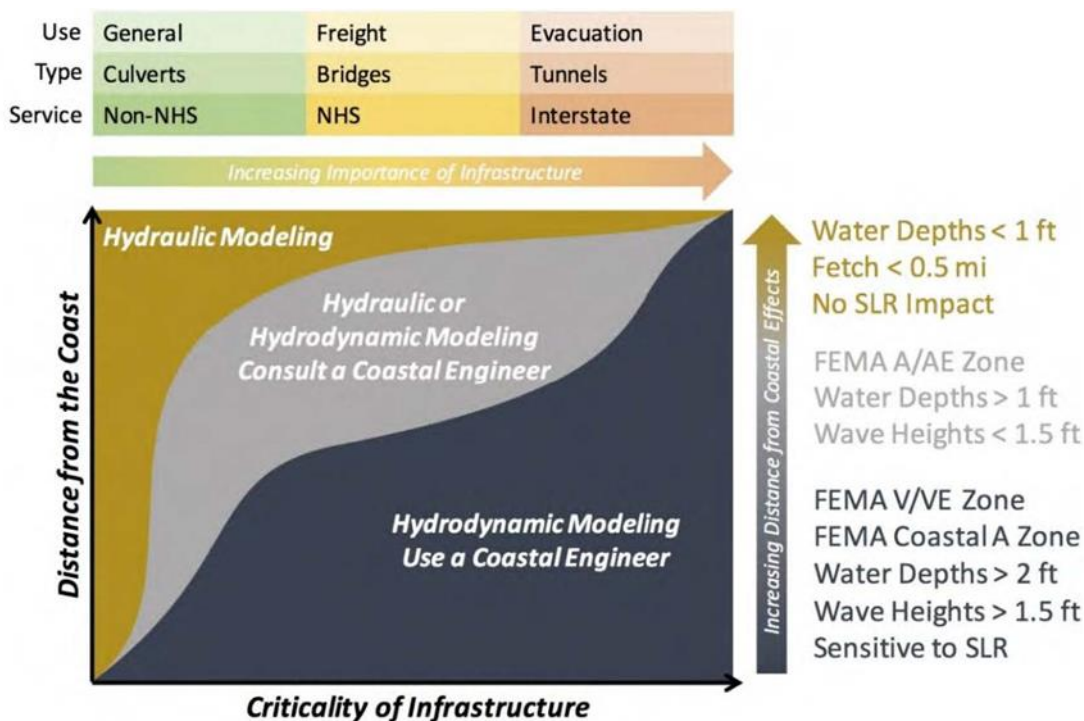 Use General Freight Evacuation
Type Culverts Bridges Tunnels
Service Non-NHS NHS Interstate
Increasing Importance of Infrastructure
Distance from the Coast
Hydraulic Modeling
Hydraulic or
Hydrodynamic Modeling
Consult a Coastal Engineer
Hydrodynamic Modeling
Use a Coastal Engineer
Criticality of Infrastructure
Increasing Distance from Coastal Effects
Water Depths < 1 ft
Fetch < 0.5 mi
No SLR Impact
FEMA A/AE Zone
Water Depths > 1 ft
Wave Heights < 1.5 ft
FEMA V/VE Zone
FEMA Coastal A Zone
Water Depths > 2 ft
Wave Heights > 1.5 ft
Sensitive to SLR